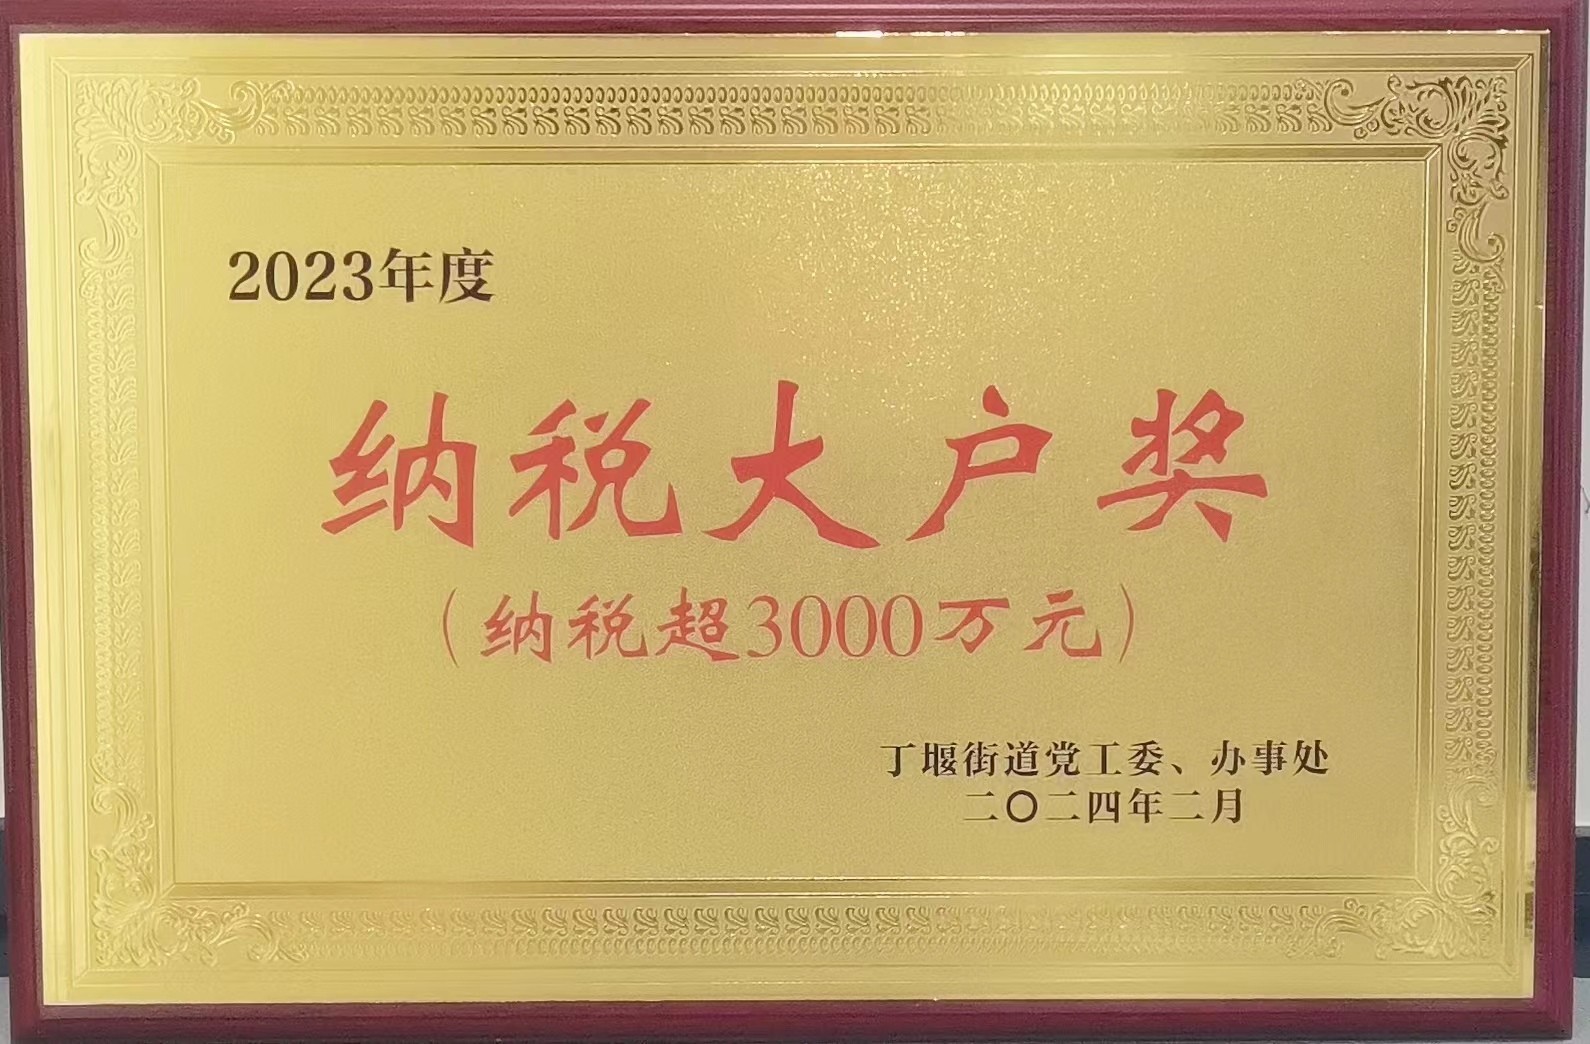 2023年度
纳税大户奖
（纳税超3000万元）
丁堰街道党工委、办事处
二〇二四年二月